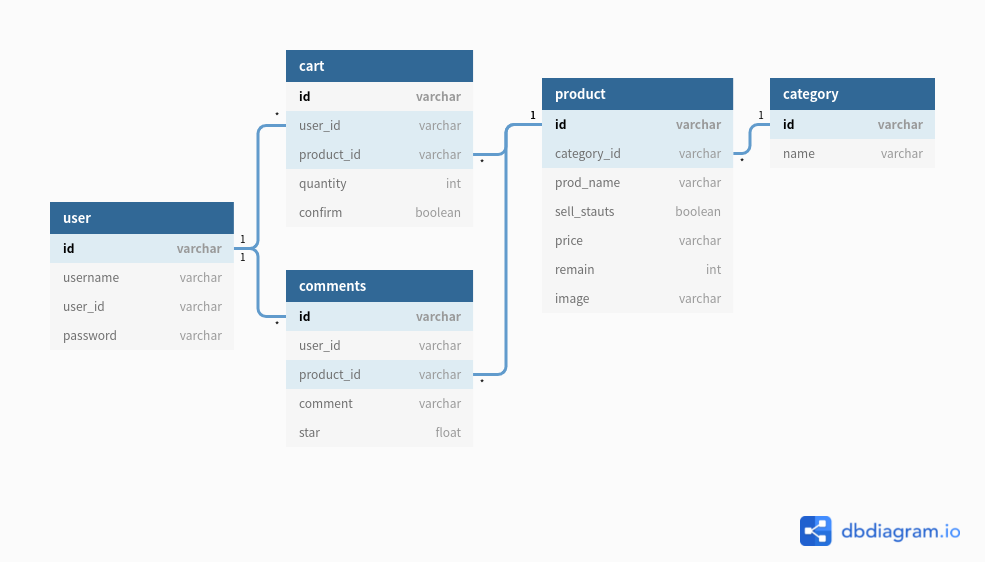 cart
id varchar
user_id varchar
product_id varchar
quantity int
confirm boolean
user
id varchar
username varchar
user_id varchar
password varchar
comments
id varchar
user_id varchar
product_id varchar
comment varchar
star float
product
id varchar
category_id varchar
prod_name varchar
sell_stauts boolean
price varchar
remain int
image varchar
category
id varchar
name varchar
1
1
*
*
*
*
1
*
1
dbdiagram.io